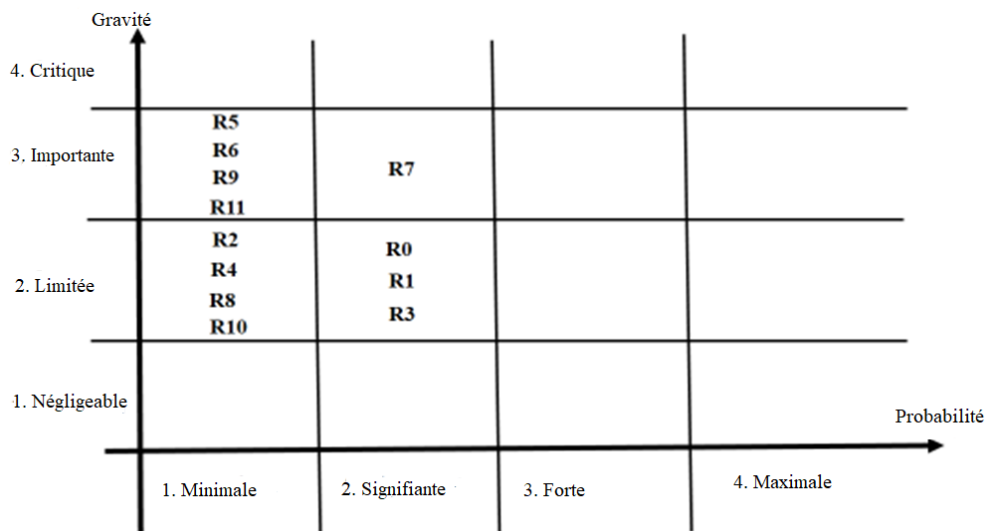 Gravité
4. Critique
R5
R6
3. Importante
R7
R9
R11
R2
R0
R4
R1
2. Limitée
R8
R3
R10
1. Négligeable
Probabilité
1. Minimale
2. Signifiante
3. Forte
4. Maximale